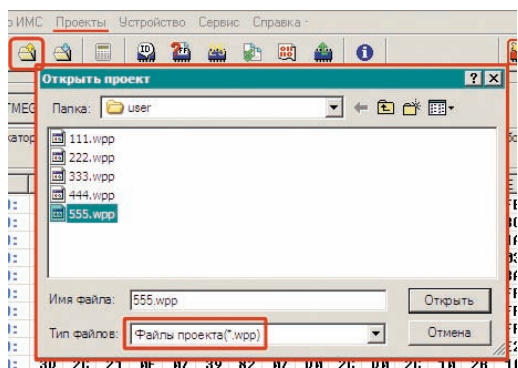 ИМС Проекты Устройство Сервис Справка
Открыть проект
TMEG
Папка: user
111.wpp
222.wpp
333.wpp
444.wpp
555.wpp
Имя файла: 555.wpp
Открыть
Тип файлов: Файлы проекта(*.wpp)
Отмена